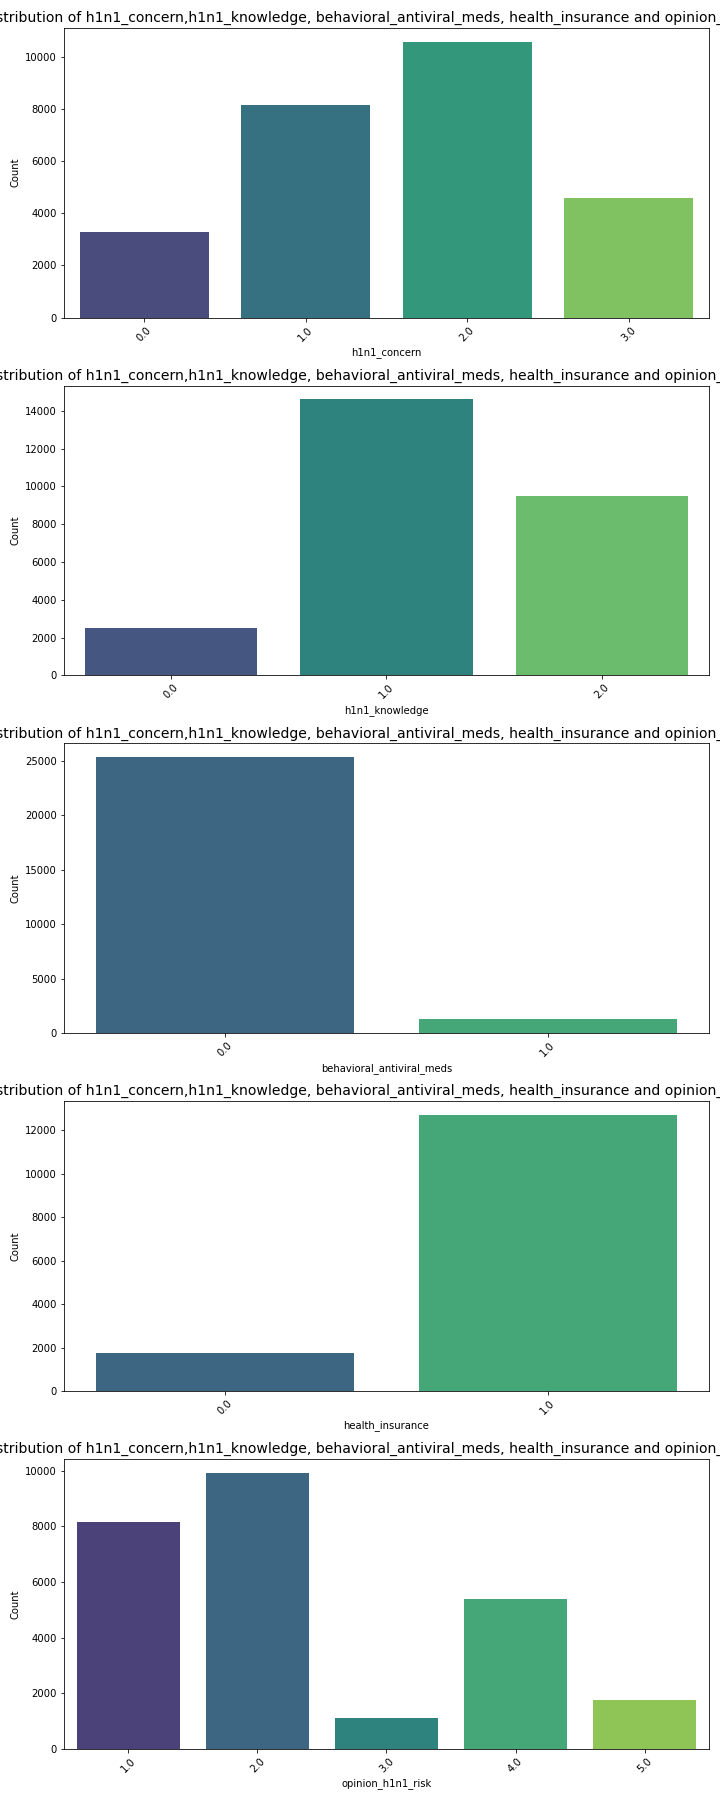 stribution of h1n1_concern,h1n1_knowledge, behavioral_antiviral_meds, health_insurance and opinion_
10000
8000
6000
4000
2000
0
Count
0.0 1.0 2.0 3.0
h1n1_concern
stribution of h1n1_concern,h1n1_knowledge, behavioral_antiviral_meds, health_insurance and opinion_
14000
12000
10000
8000
6000
4000
2000
0
Count
0.0 1.0 2.0
h1n1_knowledge
stribution of h1n1_concern,h1n1_knowledge, behavioral_antiviral_meds, health_insurance and opinion_
25000
20000
15000
10000
5000
0
Count
0.0 1.0
behavioral_antiviral_meds
stribution of h1n1_concern,h1n1_knowledge, behavioral_antiviral_meds, health_insurance and opinion_
12000
10000
8000
6000
4000
2000
0
Count
0.0 1.0
health_insurance
stribution of h1n1_concern,h1n1_knowledge, behavioral_antiviral_meds, health_insurance and opinion_
10000
8000
6000
4000
2000
0
Count
1.0 2.0 3.0 4.0 5.0
opinion_h1n1_risk